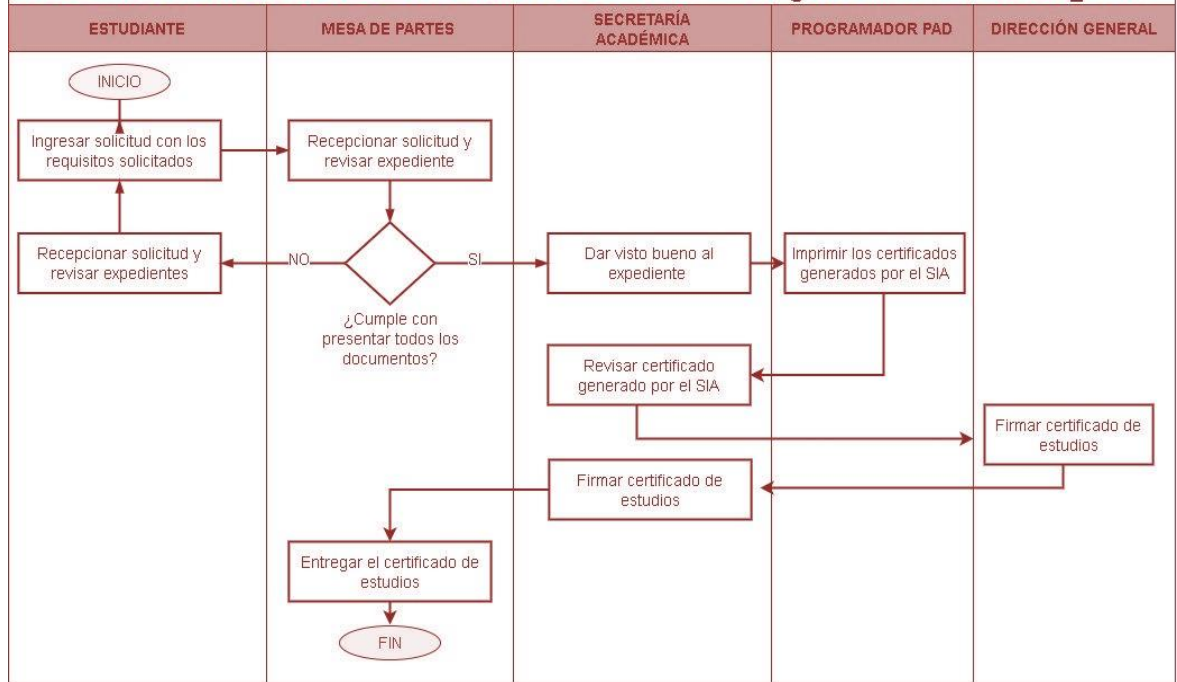 ESTUDIANTE
MESA DE PARTES
SECRETARÍA
ACADÉMICA
PROGRAMADOR PAD
DIRECCIÓN GENERAL
INICIO
Ingresar solicitud con los
requisitos solicitados
Recepcionar solicitud y
revisar expediente
Recepcionar solicitud y
revisar expedientes
NO
SI
¿Cumple con
presentar todos los
documentos?
Dar visto bueno al
expediente
Imprimir los certificados
generados por el SIA
Revisar certificado
generado por el SIA
Firmar certificado de
estudios
Firmar certificado de
estudios
Entregar el certificado de
estudios
FIN